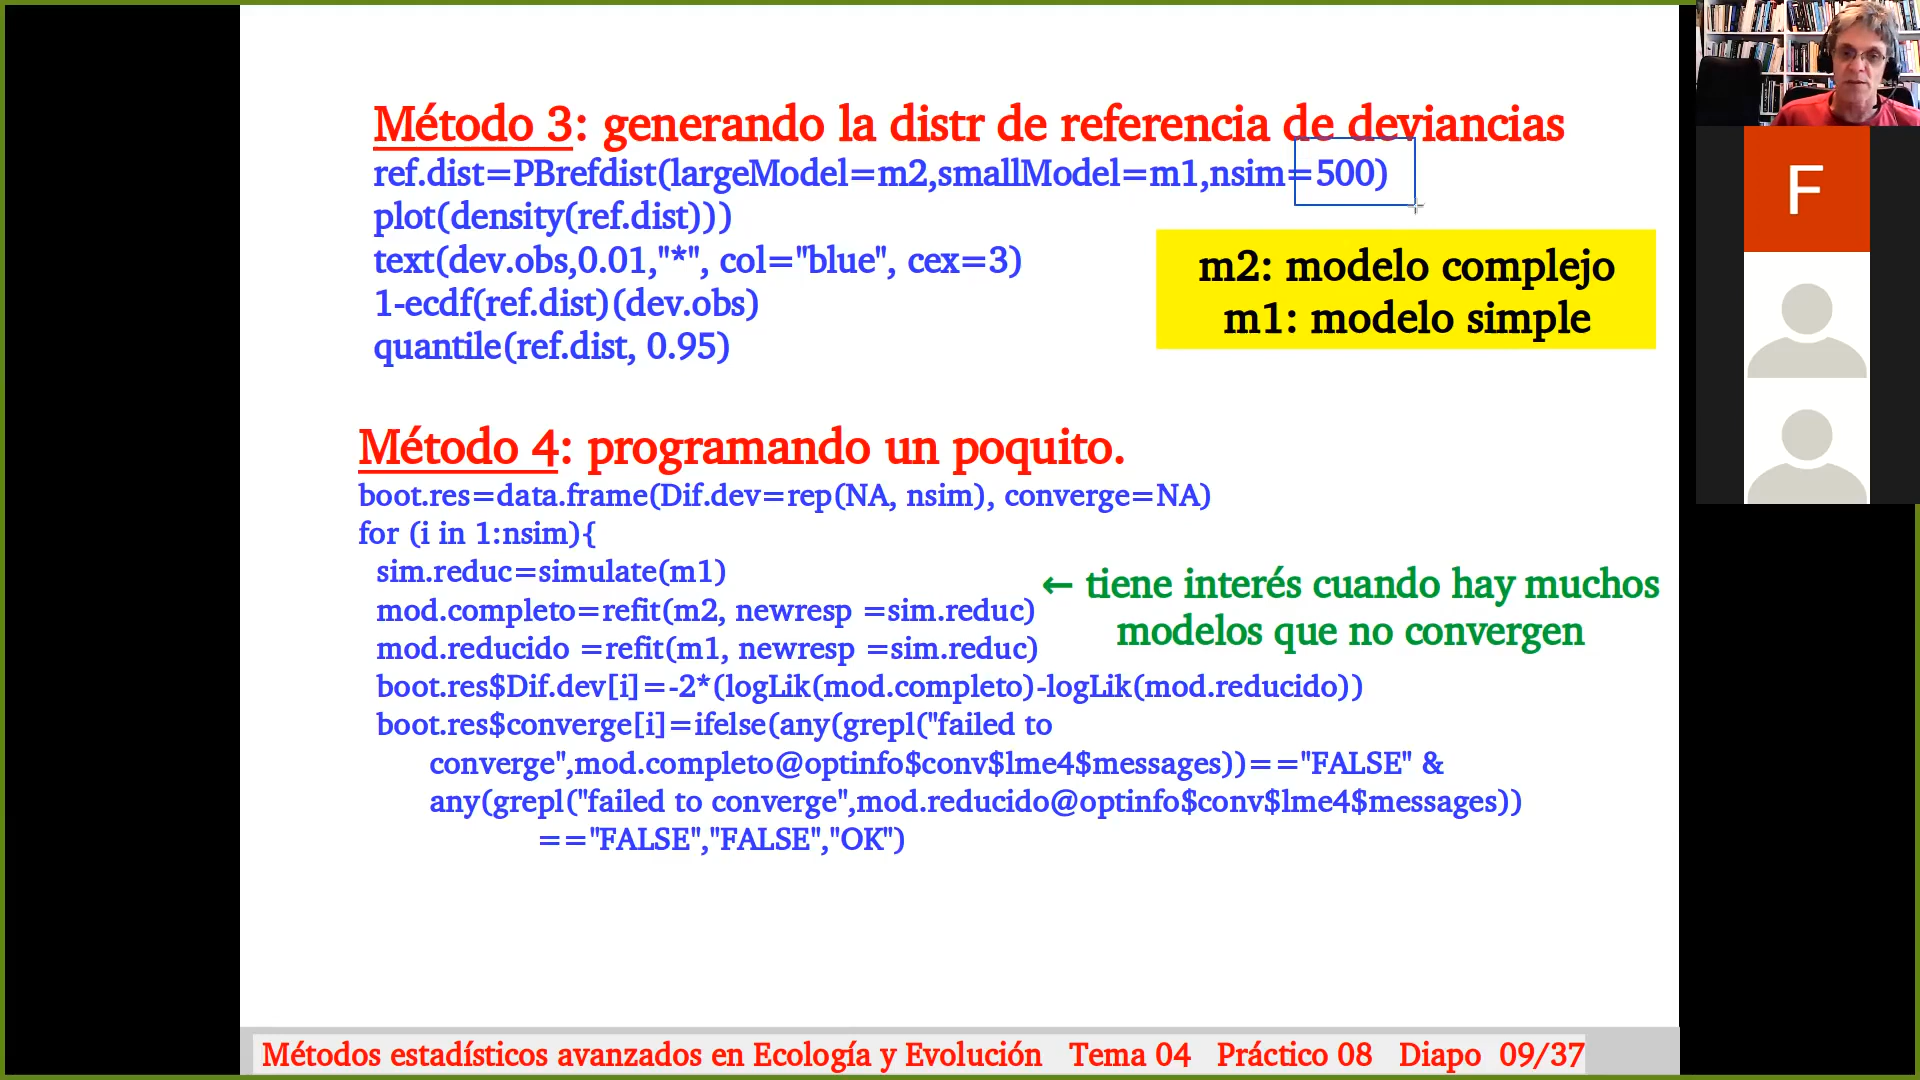 Método 3: generando la distr de referencia de deviancias
ref.dist=PBrefdist(largeModel=m2,smallModel=m1,nsim=500)
plot(density(ref.dist)))
text(dev.obs,0.01,"*", col="blue", cex=3)
1-ecdf(ref.dist)(dev.obs)
quantile(ref.dist, 0.95)
m2: modelo complejo
m1: modelo simple
F
Método 4: programando un poquito.
boot.res=data.frame(Dif.dev=rep(NA, nsim), converge=NA)
for (i in 1:nsim){
sim.reduc=simulate(m1)
mod.completo=refit(m2, newresp =sim.reduc)
mod.reducido =refit(m1, newresp =sim.reduc)
boot.res$Dif.dev[i]=-2*(logLik(mod.completo)-logLik(mod.reducido))
boot.res$converge[i]=ifelse(any(grepl("failed to
converge",mod.completo@optinfo$conv$lme4$messages))=="FALSE" &
any(grepl("failed to converge",mod.reducido@optinfo$conv$lme4$messages))
=="FALSE","FALSE","OK")
← tiene interés cuando hay muchos
modelos que no convergen
Métodos estadísticos avanzados en Ecología y Evolución Tema 04 Práctico 08 Diapo 09/37